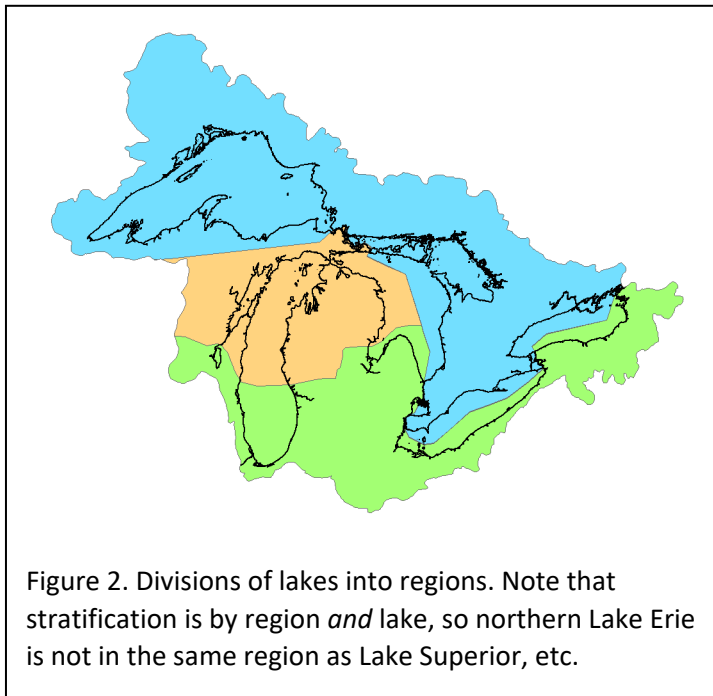 Figure 2. Divisions of lakes into regions. Note that
stratification is by region and lake, so northern Lake Erie
is not in the same region as Lake Superior, etc.